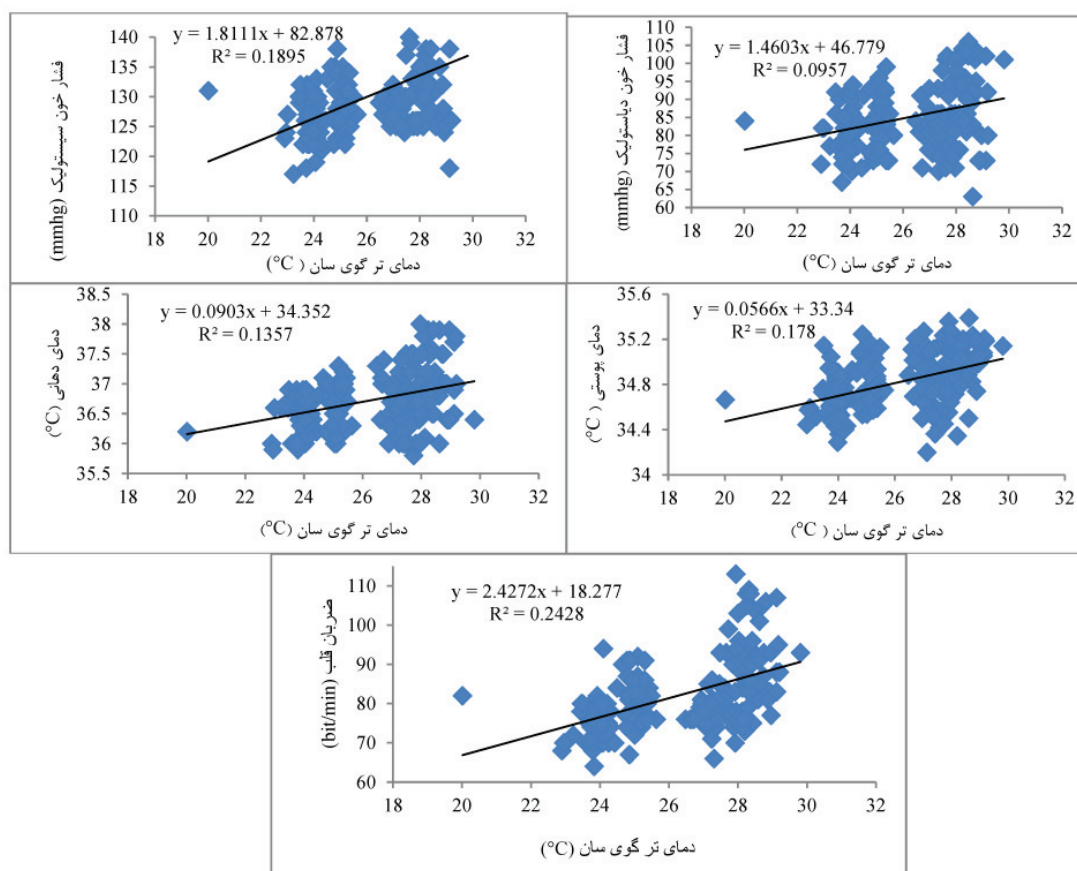 y = 1.8111x + 82.878
R² = 0.1895
فشار خون سیستولیک (mmhg)
140
135
130
125
120
115
110
18 20 22 24 26 28 30 32
دمای تر گوی سان ( °C)
y = 1.4603x + 46.779
R² = 0.0957
فشار خون دیاستولیک (mmhg)
105
100
95
90
85
80
75
70
65
60
18 20 22 24 26 28 30 32
دمای تر گوی سان ( °C)
y = 0.0903x + 34.352
R² = 0.1357
دمای دهانی (°C)
38.5
38
37.5
37
36.5
36
35.5
18 20 22 24 26 28 30 32
دمای تر گوی سان (°C)
y = 0.0566x + 33.34
R² = 0.178
دمای پوستی ( °C)
35.6
35.2
34.8
34.4
34
18 20 22 24 26 28 30 32
دمای تر گوی سان ( °C)
y = 2.4272x + 18.277
R² = 0.2428
ضربان قلب (bit/min)
110
100
90
80
70
60
18 20 22 24 26 28 30 32
دمای تر گوی سان (°C)